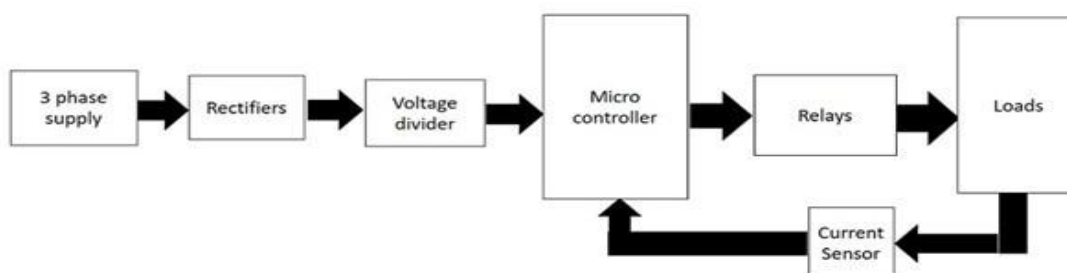 3 phase
supply
Rectifiers
Voltage
divider
Micro
controller
Relays
Loads
Current
Sensor